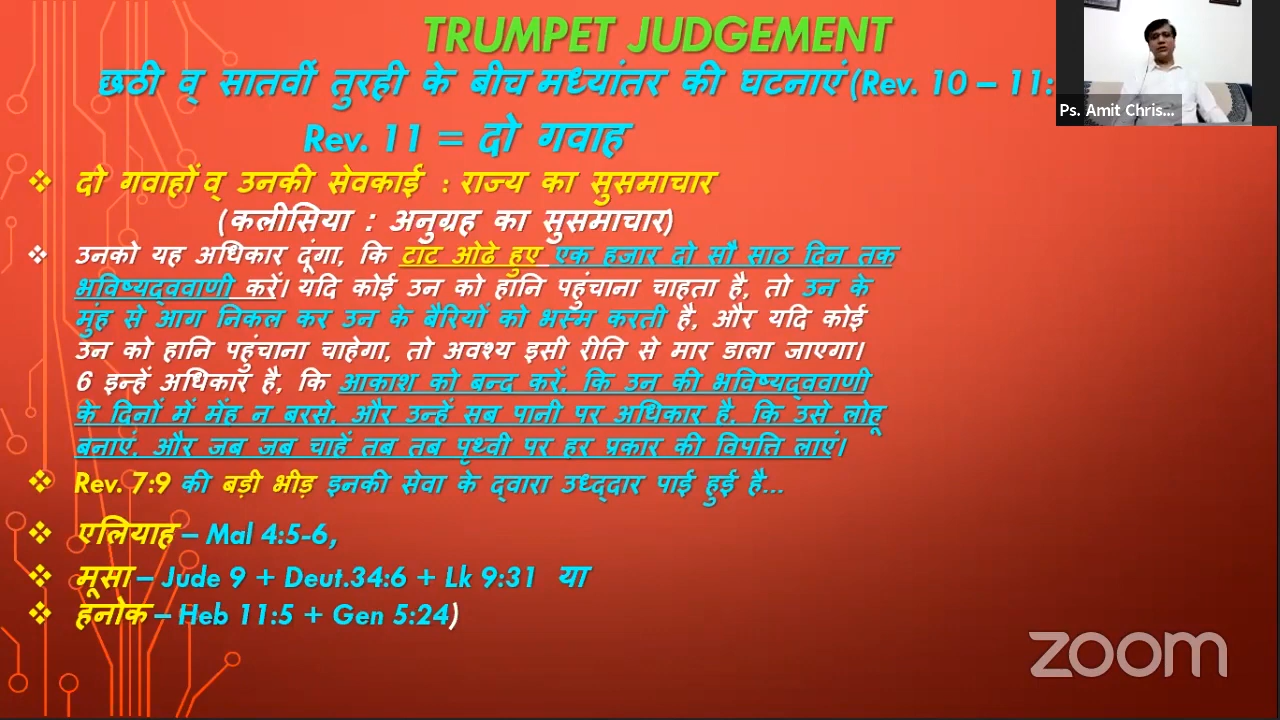 TRUMPET JUDGEMENT
छठी व् सातवीं तुरही के बीच मध्यांतर की घटनाएं (Rev. 10 – 11:
Rev. 11 = दो गवाह
दो गवाहों व् उनकी सेवकाई : राज्य का सुसमाचार
(कलीसिया : अनुग्रह का सुसमाचार)
उनको यह अधिकार दूंगा, कि टाट ओढे हुए एक हजार दो सौ साठ दिन तक
भविष्यद्ववाणी करें। यदि कोई उन को हानि पहुंचाना चाहता है, तो उन के
मुंह से आग निकल कर उन के बैरियों को भस्म करती है, और यदि कोई
उन को हानि पहुंचाना चाहेगा, तो अवश्य इसी रीति से मार डाला जाएगा।
6 इन्हें अधिकार है, कि आकाश को बन्द करें, कि उन की भविष्यद्ववाणी
के दिनों में मेंह न बरसे, और उन्हें सब पानी पर अधिकार है, कि उसे लोहू
बनाएं, और जब जब चाहें तब तब पृथ्वी पर हर प्रकार की विपत्ति लाएं।
Rev. 7:9 की बड़ी भीड़ इनकी सेवा के द्वारा उध्द्दार पाई हुई है...
एलियाह – Mal 4:5-6,
मूसा – Jude 9 + Deut.34:6 + Lk 9:31 या
हनोक – Heb 11:5 + Gen 5:24)
Ps. Amit Chris...
zoom